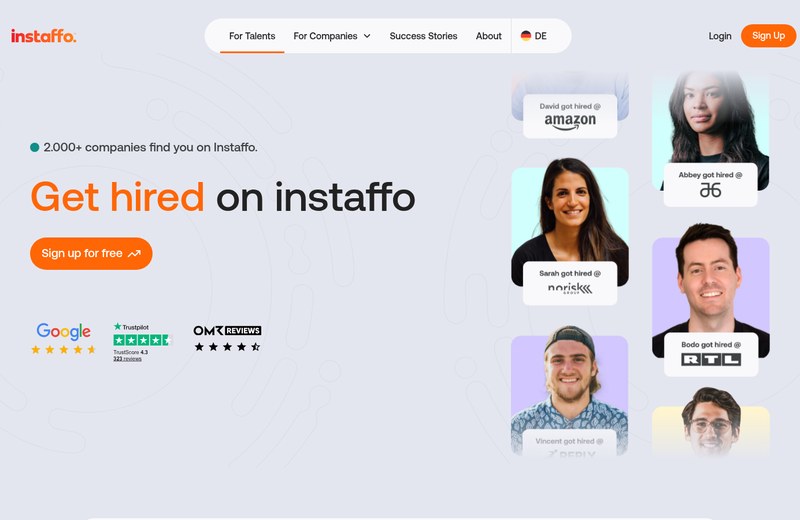 instaffo.
For Talents
For Companies
Success Stories
About
DE
Login
Sign Up
2.000+ companies find you on Instaffo.
Get hired on instaffo
Sign up for free
Google
Trustpilot
TrustScore 4.3
323 reviews
OMR REVIEWS
David got hired @
amazon
Abbey got hired @
Sarah got hired @
norisk
GROUP
Bodo got hired @
RTL
Vincent got hired @
REPLY